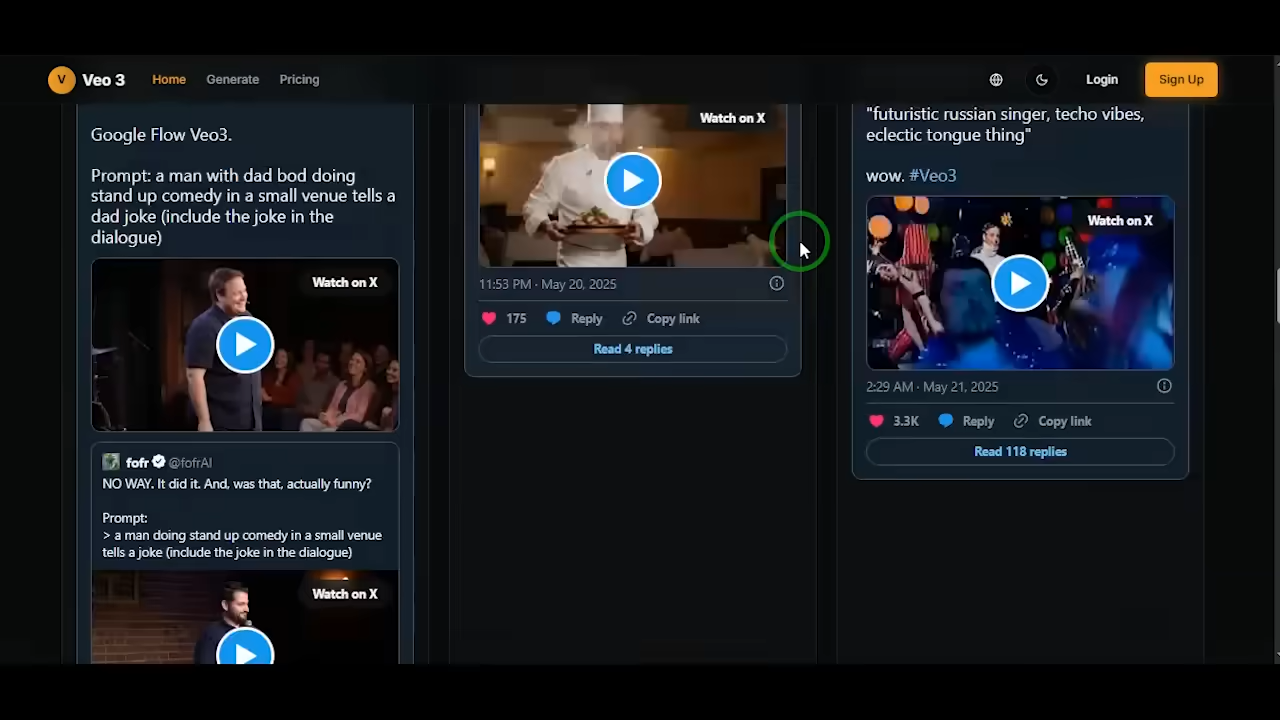 V Veo 3 Home Generate Pricing Login Sign Up
Google Flow Veo3.
Prompt: a man with dad bod doing
stand up comedy in a small venue tells a
dad joke (include the joke in the
dialogue)
Watch on X
fofr @fofrAI
NO WAY. It did it. And, was that, actually funny?
Prompt:
> a man doing stand up comedy in a small venue
tells a joke (include the joke in the dialogue)
Watch on X
Watch on X
11:53 PM · May 20, 2025
175 Reply Copy link
Read 4 replies
"futuristic russian singer, techo vibes,
eclectic tongue thing"
wow. #Veo3
Watch on X
2:29 AM · May 21, 2025
3.3K Reply Copy link
Read 118 replies